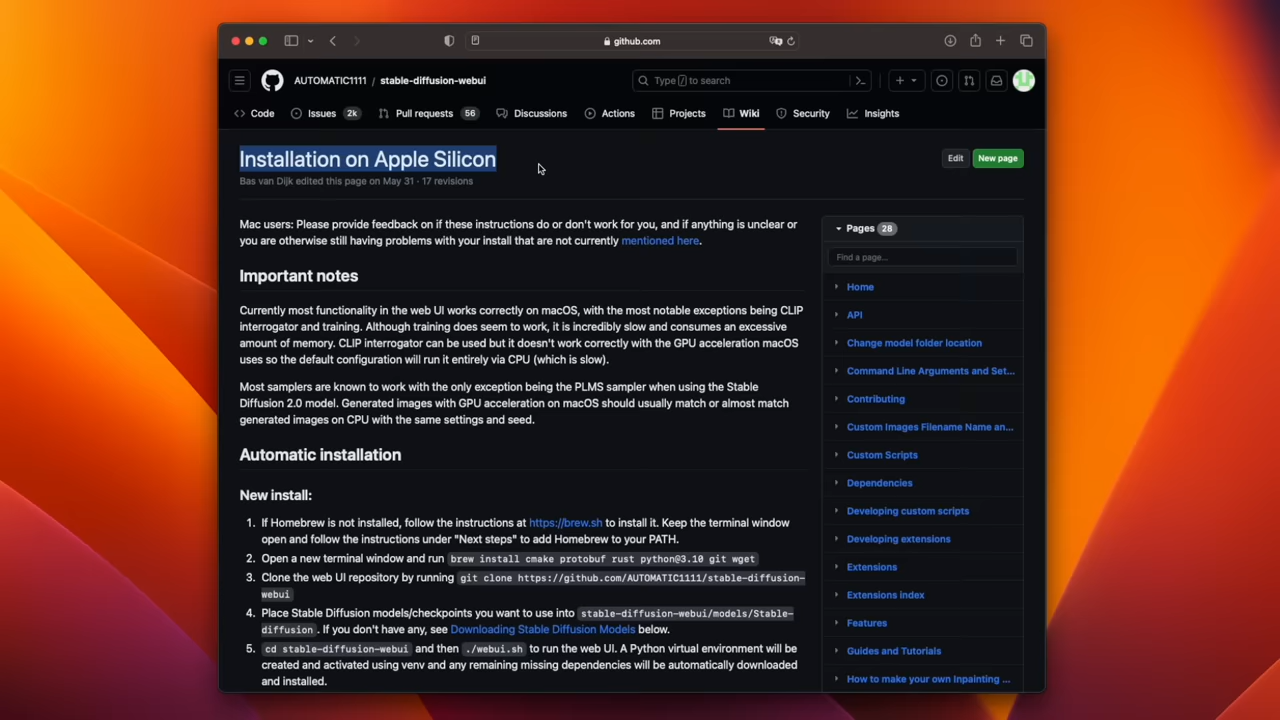 github.com
AUTOMATIC1111 / stable-diffusion-webui
Type / to search
Code
Issues 2k
Pull requests 56
Discussions
Actions
Projects
Wiki
Security
Insights
Installation on Apple Silicon
Bas van Dijk edited this page on May 31 · 17 revisions
Edit
New page
Mac users: Please provide feedback on if these instructions do or don't work for you, and if anything is unclear or
you are otherwise still having problems with your install that are not currently mentioned here.
Important notes
Currently most functionality in the web UI works correctly on macOS, with the most notable exceptions being CLIP
interrogator and training. Although training does seem to work, it is incredibly slow and consumes an excessive
amount of memory. CLIP interrogator can be used but it doesn't work correctly with the GPU acceleration macOS
uses so the default configuration will run it entirely via CPU (which is slow).
Most samplers are known to work with the only exception being the PLMS sampler when using the Stable
Diffusion 2.0 model. Generated images with GPU acceleration on macOS should usually match or almost match
generated images on CPU with the same settings and seed.
Automatic installation
New install:
1. If Homebrew is not installed, follow the instructions at https://brew.sh to install it. Keep the terminal window
open and follow the instructions under "Next steps" to add Homebrew to your PATH.
2. Open a new terminal window and run brew install cmake protobuf rust python@3.10 git wget
3. Clone the web UI repository by running git clone https://github.com/AUTOMATIC1111/stable-diffusion-
webui
4. Place Stable Diffusion models/checkpoints you want to use into stable-diffusion-webui/models/Stable-
diffusion. If you don't have any, see Downloading Stable Diffusion Models below.
5. cd stable-diffusion-webui and then ./webui.sh to run the web UI. A Python virtual environment will be
created and activated using venv and any remaining missing dependencies will be automatically downloaded
and installed.
Pages 28
Find a page...
Home
API
Change model folder location
Command Line Arguments and Set...
Contributing
Custom Images Filename Name an...
Custom Scripts
Dependencies
Developing custom scripts
Developing extensions
Extensions
Extensions index
Features
Guides and Tutorials
How to make your own Inpainting ...